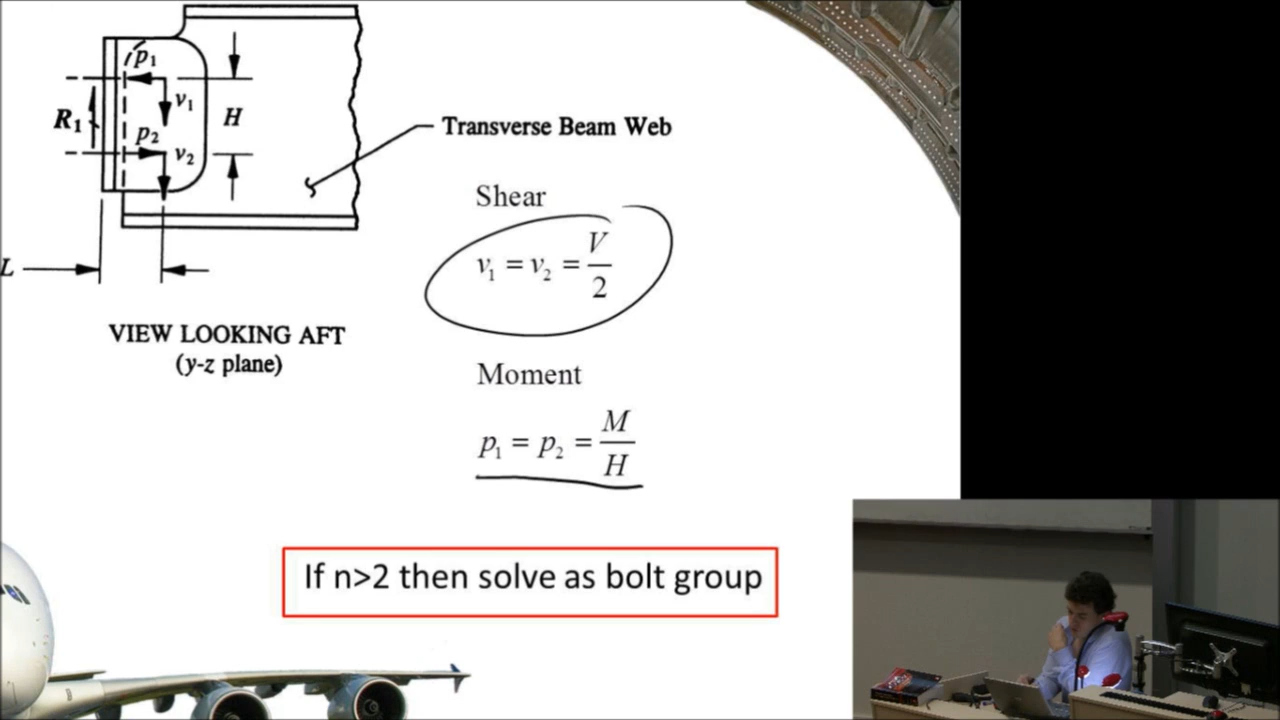 p₁
v₁
R₁
H
p₂
v₂
Transverse Beam Web
Shear
v₁ = v₂ = V/2
L
VIEW LOOKING AFT
(y-z plane)
Moment
p₁ = p₂ = M/H
If n>2 then solve as bolt group